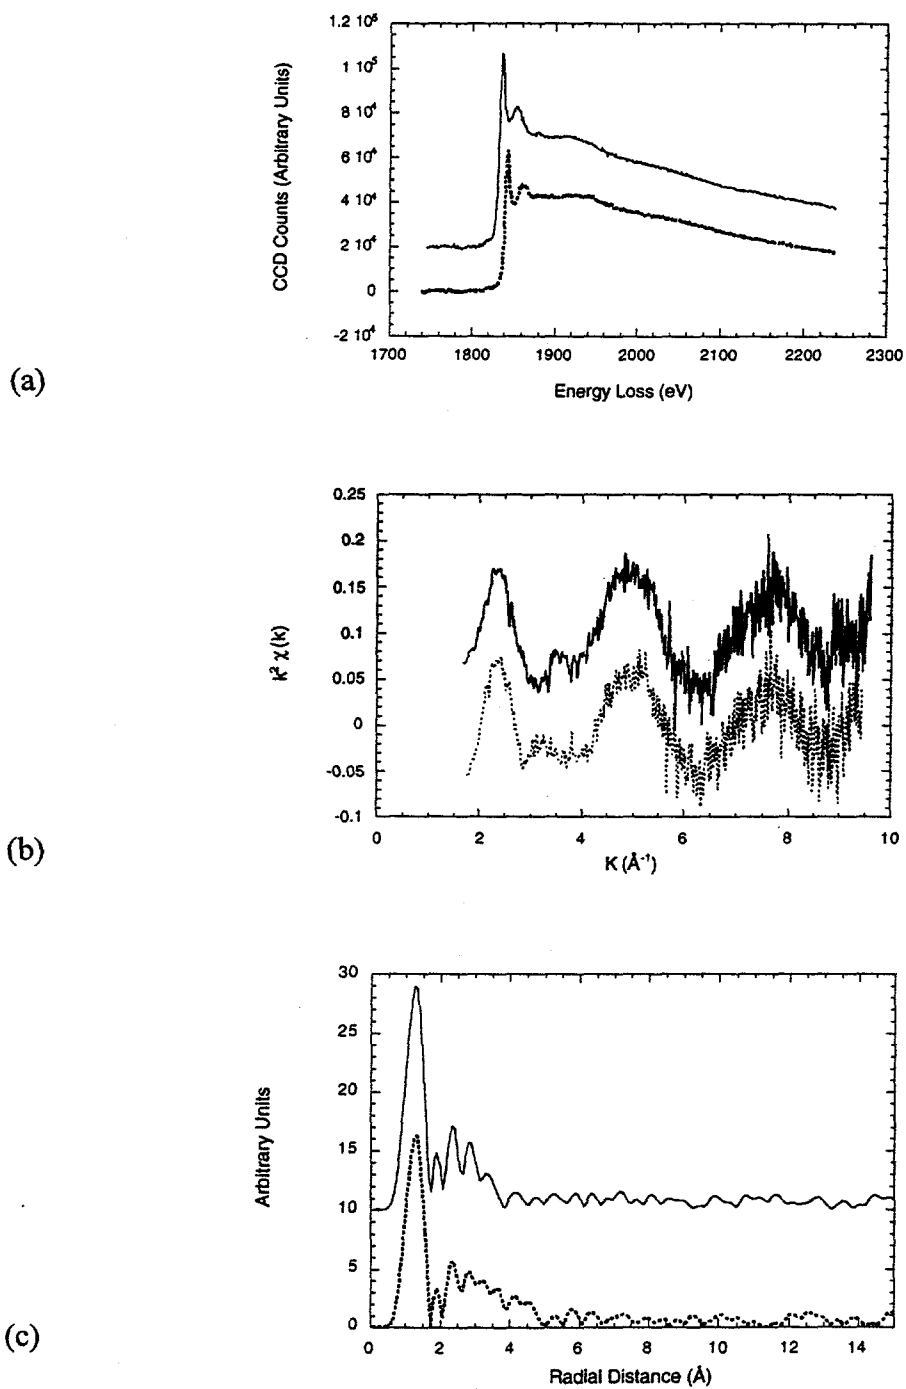 1.2 10⁵
1 10⁵
8 10⁴
6 10⁴
4 10⁴
2 10⁴
0
-2 10⁴
CCD Counts (Arbitrary Units)
1700 1800 1900 2000 2100 2200 2300
Energy Loss (eV)
(a)
0.25
0.2
0.15
0.1
0.05
0
-0.05
-0.1
k² χ(k)
0 2 4 6 8 10
K (Å⁻¹)
(b)
30
25
20
15
10
5
0
Arbitrary Units
0 2 4 6 8 10 12 14
Radial Distance (Å)
(c)